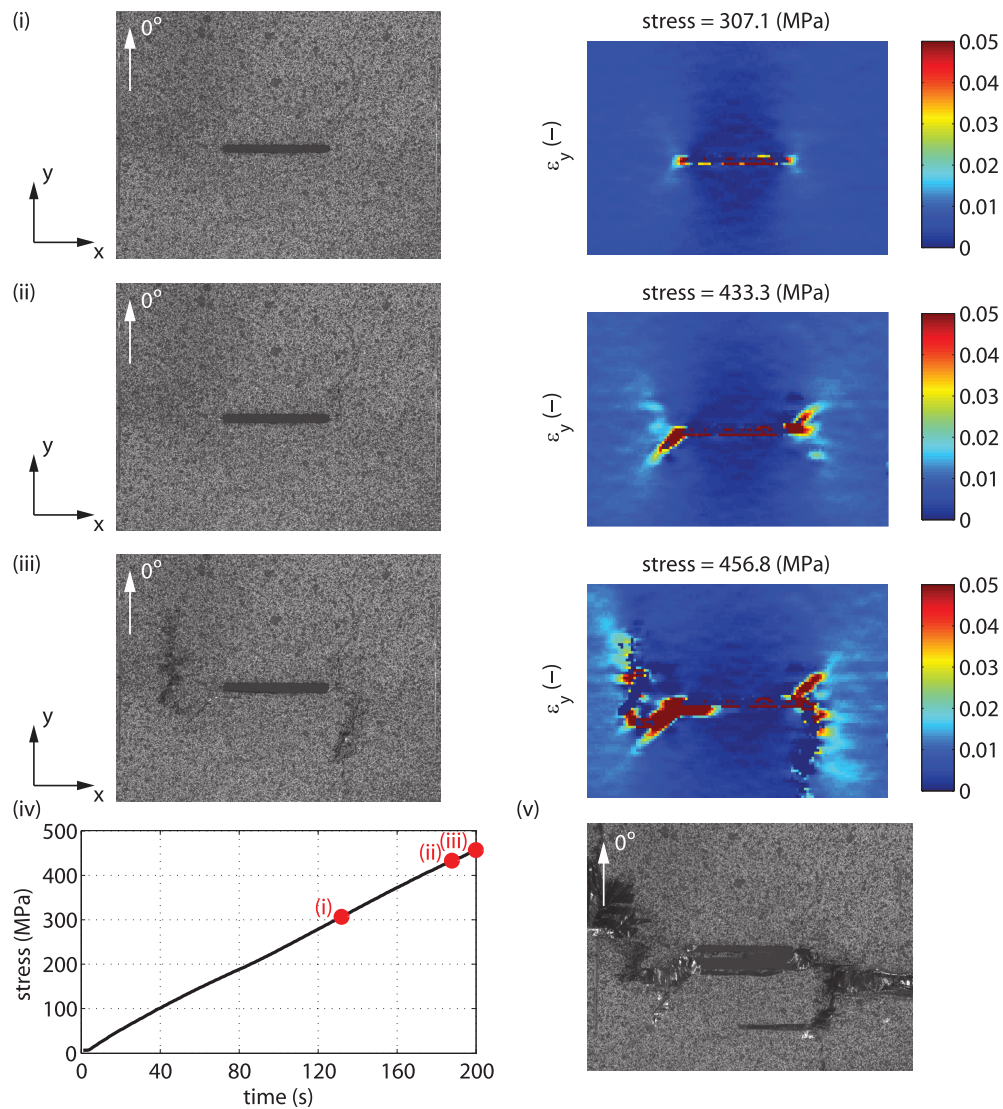 (i)
0°
y
x
stress = 307.1 (MPa)
εy (–)
0.05
0.04
0.03
0.02
0.01
0
(ii)
0°
y
x
stress = 433.3 (MPa)
εy (–)
0.05
0.04
0.03
0.02
0.01
0
(iii)
0°
y
x
stress = 456.8 (MPa)
εy (–)
0.05
0.04
0.03
0.02
0.01
0
(iv)
500
400
300
200
100
0
stress (MPa)
(i)
(ii)
(iii)
0
40
80
120
160
200
time (s)
(v)
0°